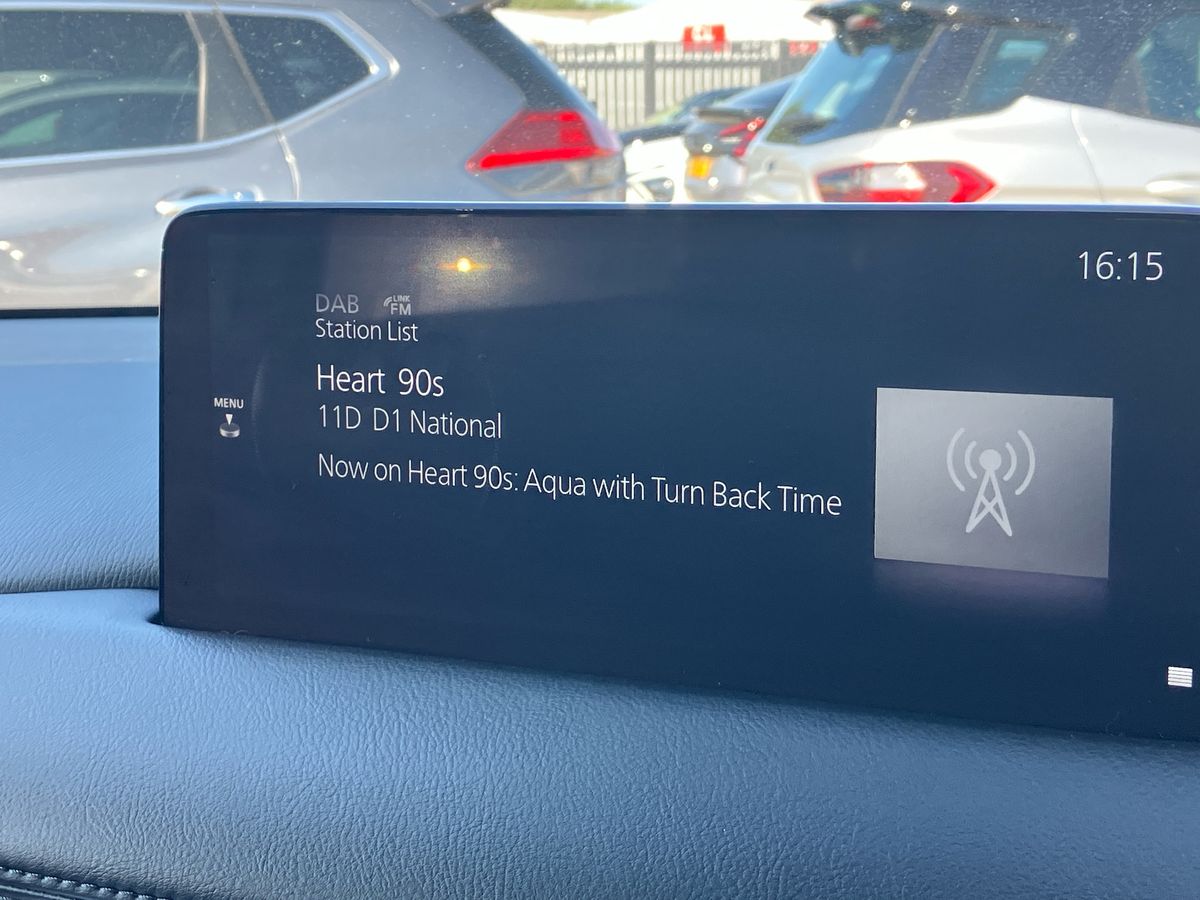 16:15
DAB LINK FM
Station List
Heart 90s
MENU
11D D1 National
Now on Heart 90s: Aqua with Turn Back Time